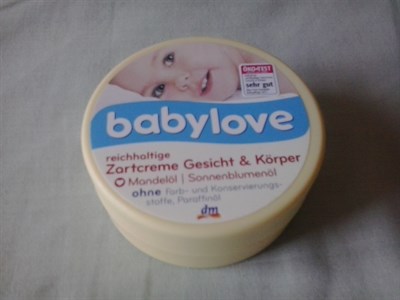 ÖKO-TEST
sehr gut
babylove
reichhaltige
Zartcreme Gesicht & Körper
Mandelöl | Sonnenblumenöl
ohne Farb- und Konservierungs-
stoffe, Paraffinöl
dm